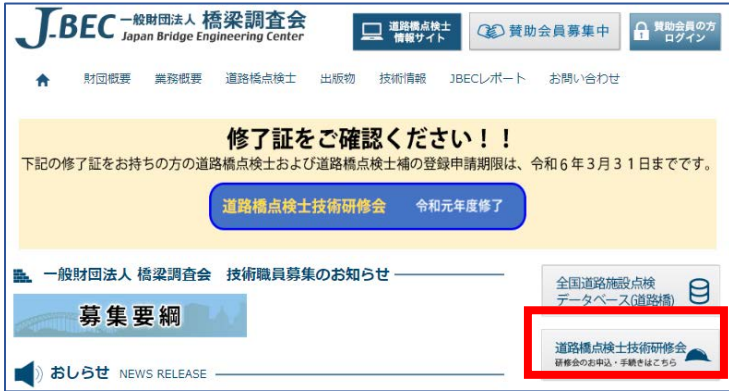 J-BEC 一般財団法人 橋梁調査会
Japan Bridge Engineering Center
道路橋点検士
情報サイト
賛助会員募集中
賛助会員の方
ログイン
財団概要 業務概要 道路橋点検士 出版物 技術情報 JBECレポート お問い合わせ
修了証をご確認ください！！
下記の修了証をお持ちの方の道路橋点検士および道路橋点検士補の登録申請期限は、令和６年３月３１日までです。
道路橋点検士技術研修会 令和元年度修了
一般財団法人 橋梁調査会 技術職員募集のお知らせ
募集要綱
全国道路施設点検
データベース(道路橋)
道路橋点検士技術研修会
研修会のお申込・手続きはこちら
おしらせ NEWS RELEASE